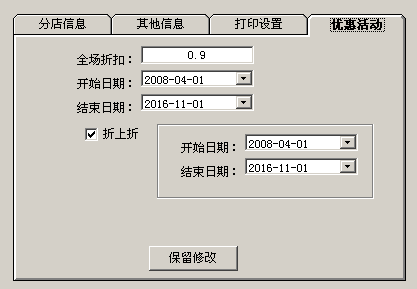 分店信息 其他信息 打印设置 优惠活动
全场折扣： 0.9
开始日期： 2008-04-01
结束日期： 2016-11-01
折上折
开始日期： 2008-04-01
结束日期： 2016-11-01
保留修改